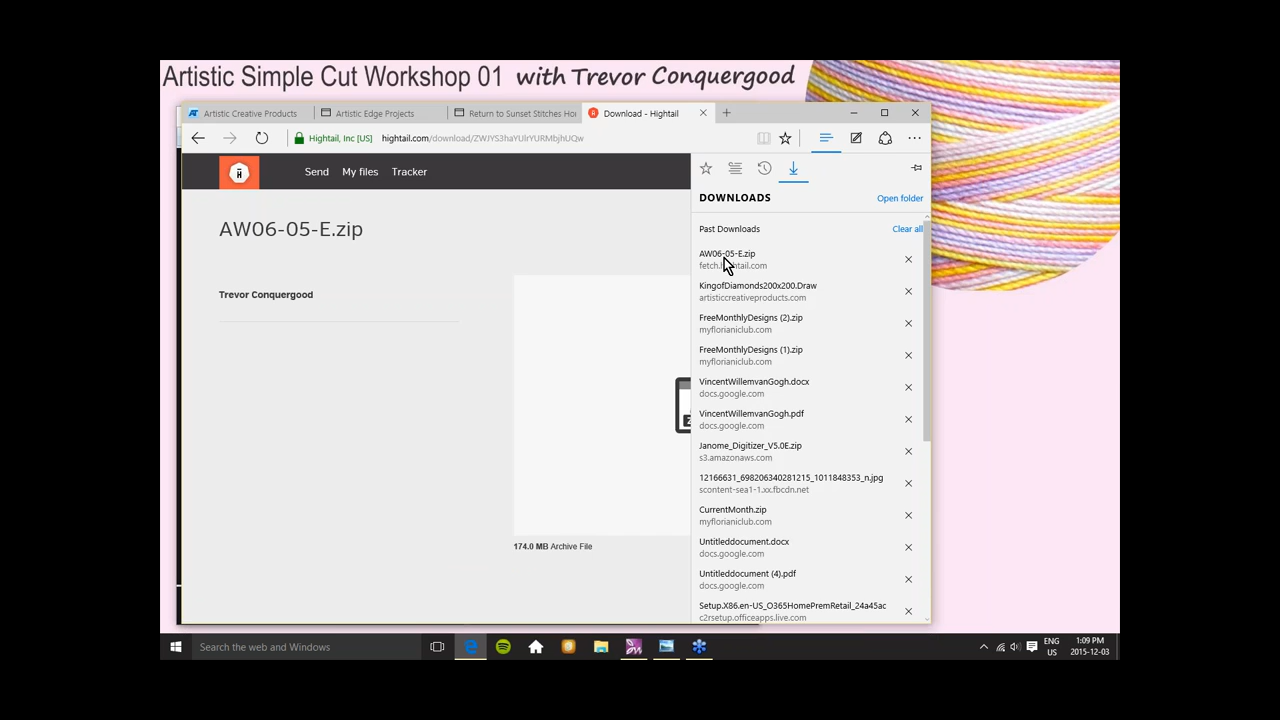 Artistic Simple Cut Workshop 01 with Trevor Conquergood
Artistic Creative Products
Artistic Edge Projects
Return to Sunset Stitches Ho
Download - Hightail
Hightail, Inc [US]
hightail.com/download/ZWJYS3haYUlrYURMbjhUQw
Send My files Tracker
DOWNLOADS
Open folder
AW06-05-E.zip
Past Downloads
Clear all
AW06-05-E.zip
KingofDiamonds200x200.Draw
artisticcreativeproducts.com
Trevor Conquergood
FreeMonthlyDesigns (2).zip
myflorianiclub.com
FreeMonthlyDesigns (1).zip
myflorianiclub.com
VincentWillemvanGogh.docx
docs.google.com
VincentWillemvanGogh.pdf
docs.google.com
Janome_Digitizer_V5.0E.zip
s3.amazonaws.com
12166631_698206340281215_1011848353_n.jpg
scontent-sea1-1.xx.fbcdn.net
CurrentMonth.zip
myflorianiclub.com
174.0 MB Archive File
Untitleddocument.docx
docs.google.com
Untitleddocument (4).pdf
docs.google.com
Setup.X86.en-US_O365HomePremRetail_24a45ac
c2rsetup.officeapps.live.com
Search the web and Windows
ENG
US
1:09 PM
2015-12-03